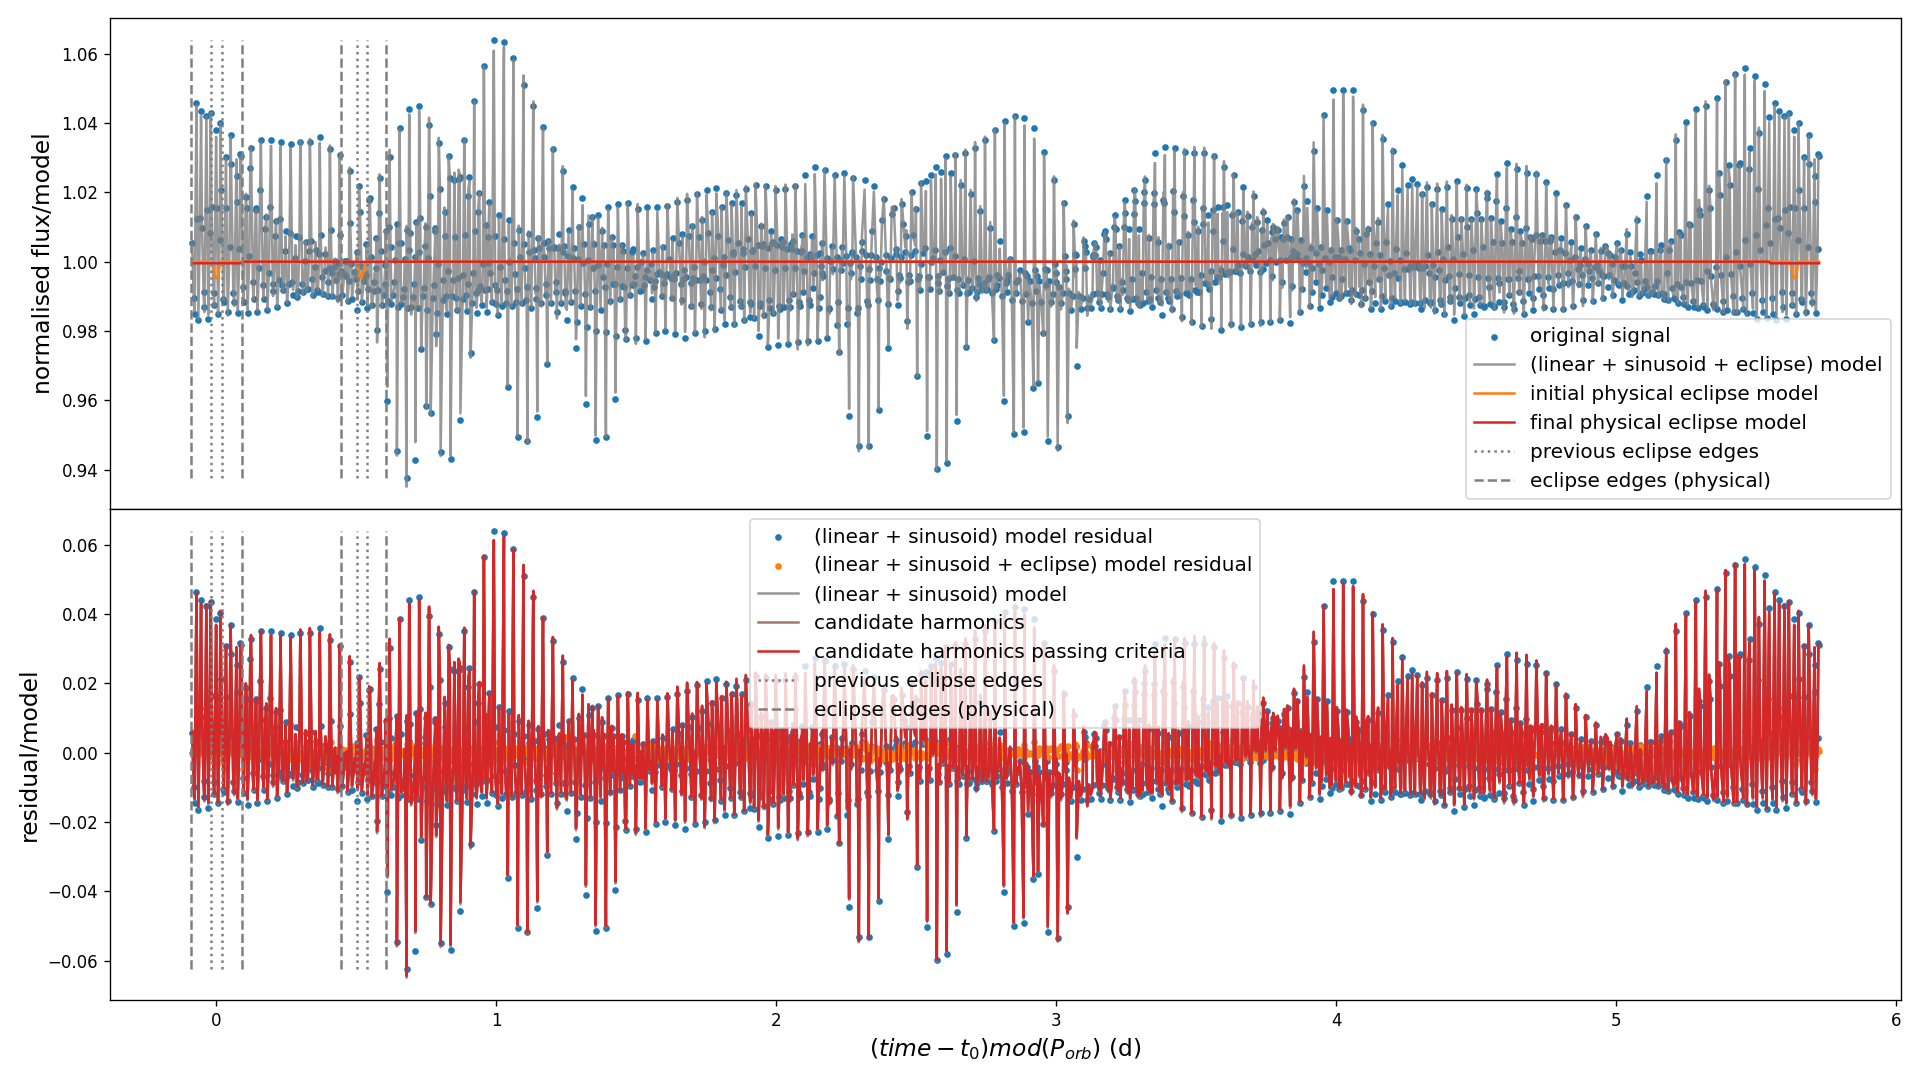 normalised flux/model
1.06
1.04
1.02
1.00
0.98
0.96
0.94
original signal
(linear + sinusoid + eclipse) model
initial physical eclipse model
final physical eclipse model
previous eclipse edges
eclipse edges (physical)
residual/model
0.06
0.04
0.02
0.00
−0.02
−0.04
−0.06
(linear + sinusoid) model residual
(linear + sinusoid + eclipse) model residual
(linear + sinusoid) model
candidate harmonics
candidate harmonics passing criteria
previous eclipse edges
eclipse edges (physical)
0 1 2 3 4 5 6
(time − t₀)mod(P_orb) (d)